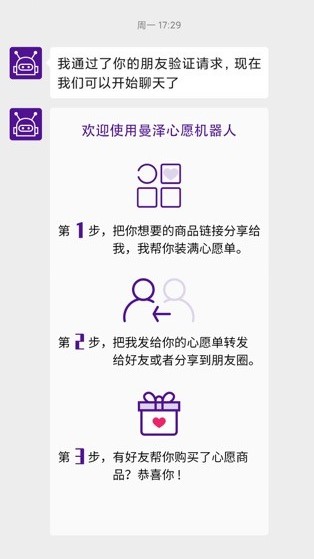 周一 17:29
我通过了你的朋友验证请求,现在
我们可以开始聊天了
欢迎使用曼泽心愿机器人
第1步,把你想要的商品链接分享给
我,我帮你装满心愿单。
第2步,把我发给你的心愿单转发
给好友或者分享到朋友圈。
第3步,有好友帮你购买了心愿商
品?恭喜你!